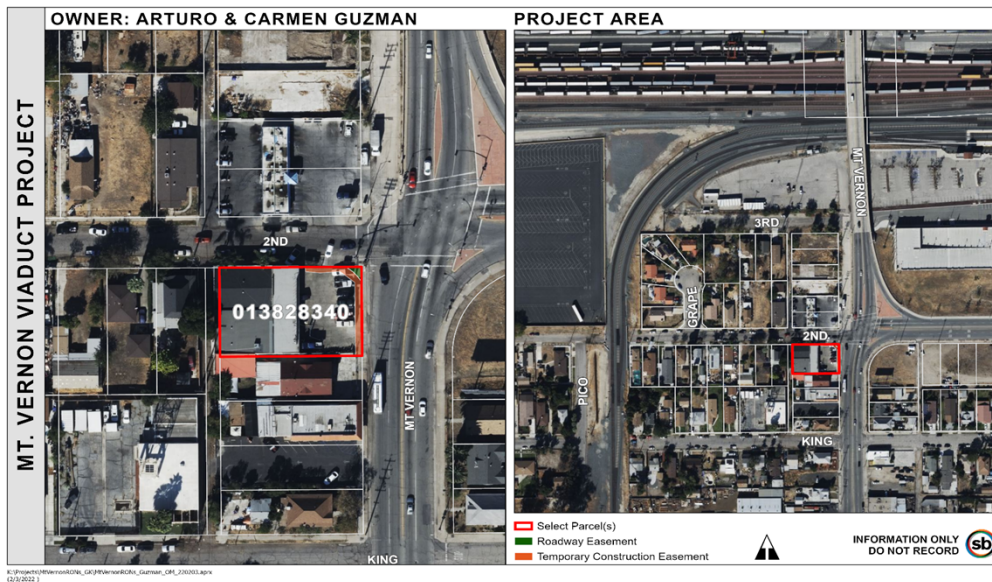 OWNER: ARTURO & CARMEN GUZMAN
PROJECT AREA
MT. VERNON VIADUCT PROJECT
2ND
013828340
MT VERNON
KING
MT VERNON
3RD
GRAPE
2ND
PICO
KING
Select Parcel(s)
Roadway Easement
Temporary Construction Easement
INFORMATION ONLY
DO NOT RECORD
sb
K:\Projects\MtVernonRONs_GK\MtVernonRONs_Guzman_OM_220203.aprx
(2/3/2022 )